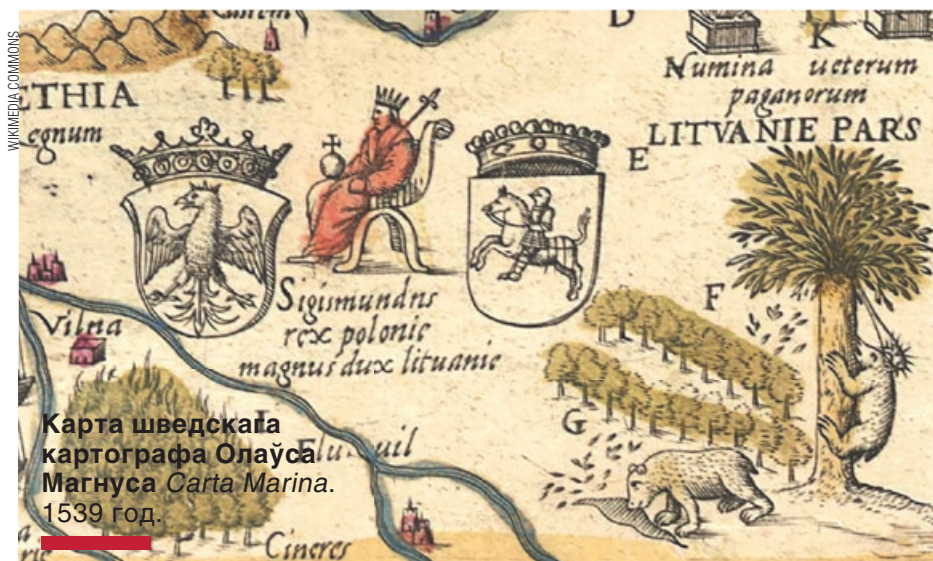 WIKIMEDIA COMMONS
D
K
Numina ueterum
paganorum
LITVANIE PARS
E
ETHIA
egnum
Sigismundus
rex polonie
magnus dux lituanie
Vilna
F
G
Карта шведскага
картографа Олаўса
Магнуса Carta Marina.
1539 год.
Cineres